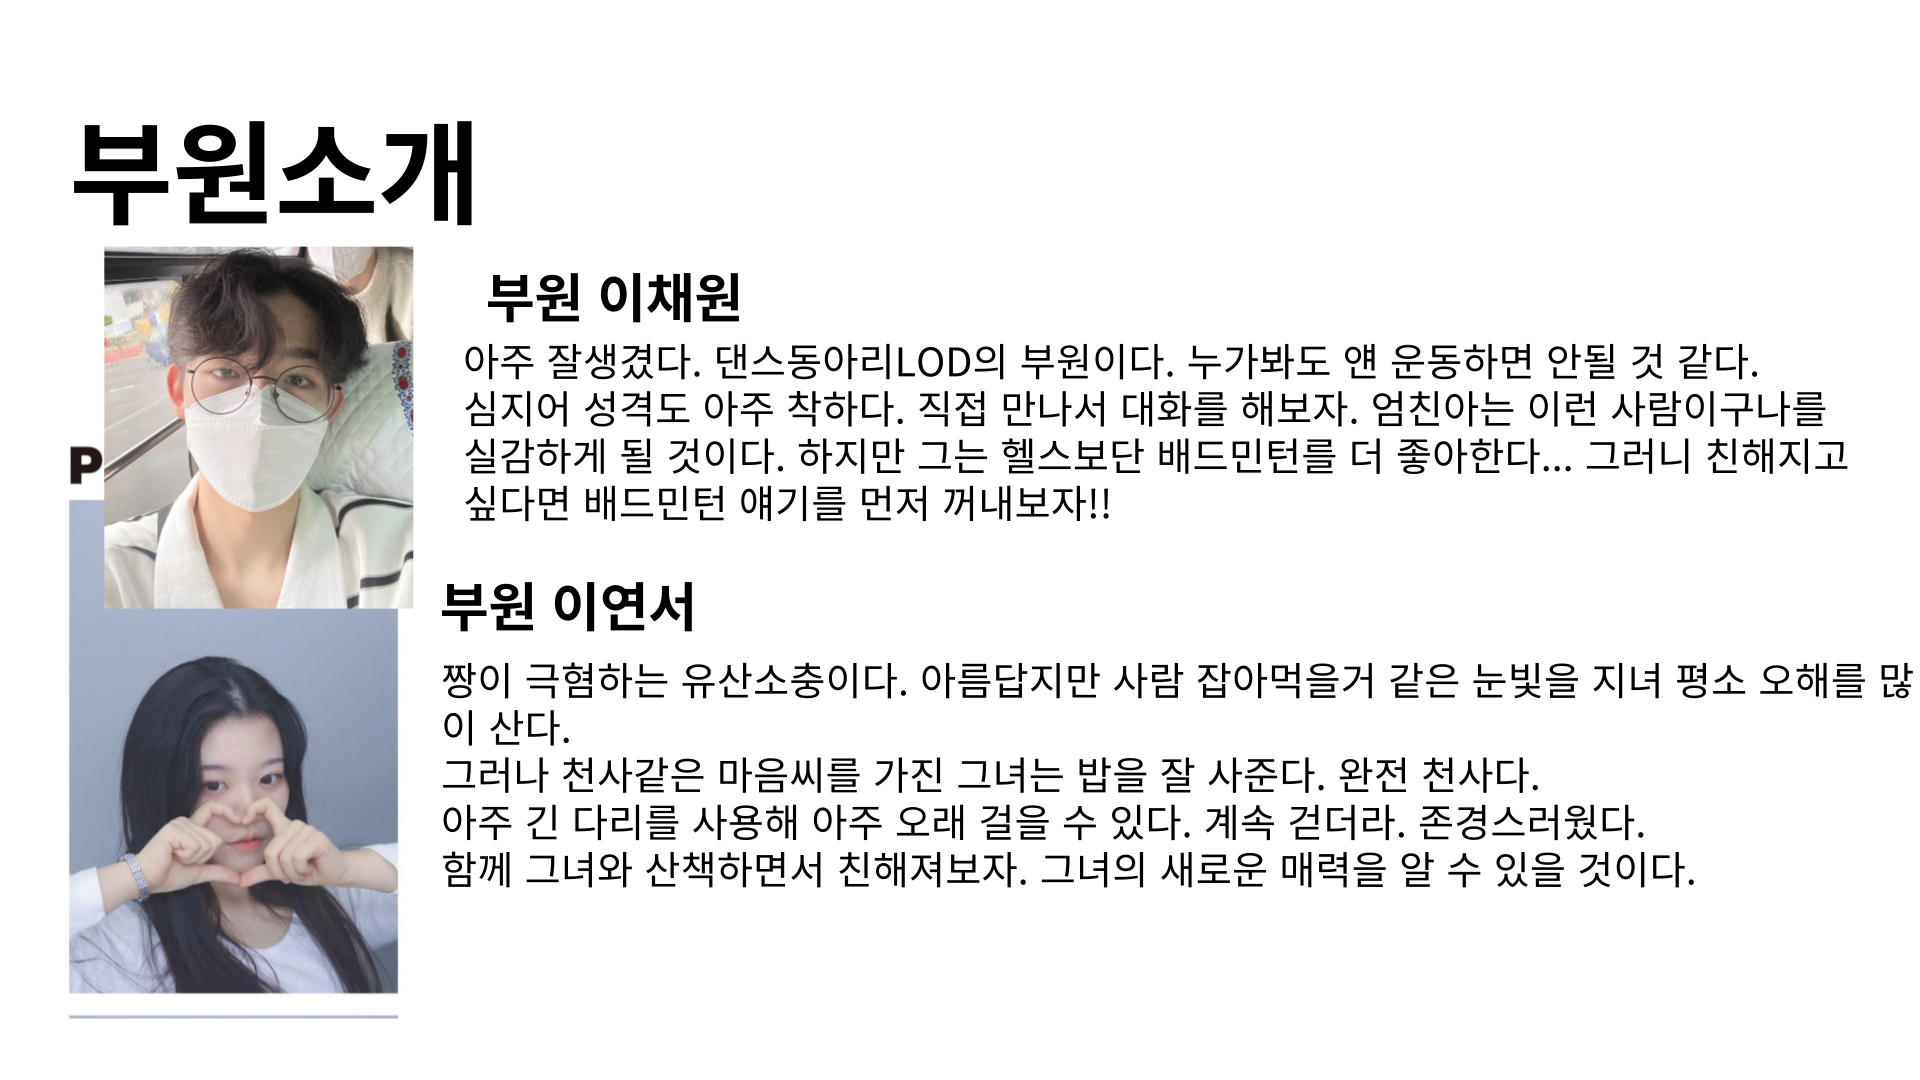 부원소개
부원 이채원
아주 잘생겼다. 댄스동아리LOD의 부원이다. 누가봐도 얜 운동하면 안될 것 같다.
심지어 성격도 아주 착하다. 직접 만나서 대화를 해보자. 엄친아는 이런 사람이구나를
실감하게 될 것이다. 하지만 그는 헬스보단 배드민턴를 더 좋아한다... 그러니 친해지고
싶다면 배드민턴 얘기를 먼저 꺼내보자!!
P
부원 이연서
짱이 극혐하는 유산소충이다. 아름답지만 사람 잡아먹을거 같은 눈빛을 지녀 평소 오해를 많
이 산다.
그러나 천사같은 마음씨를 가진 그녀는 밥을 잘 사준다. 완전 천사다.
아주 긴 다리를 사용해 아주 오래 걸을 수 있다. 계속 걷더라. 존경스러웠다.
함께 그녀와 산책하면서 친해져보자. 그녀의 새로운 매력을 알 수 있을 것이다.